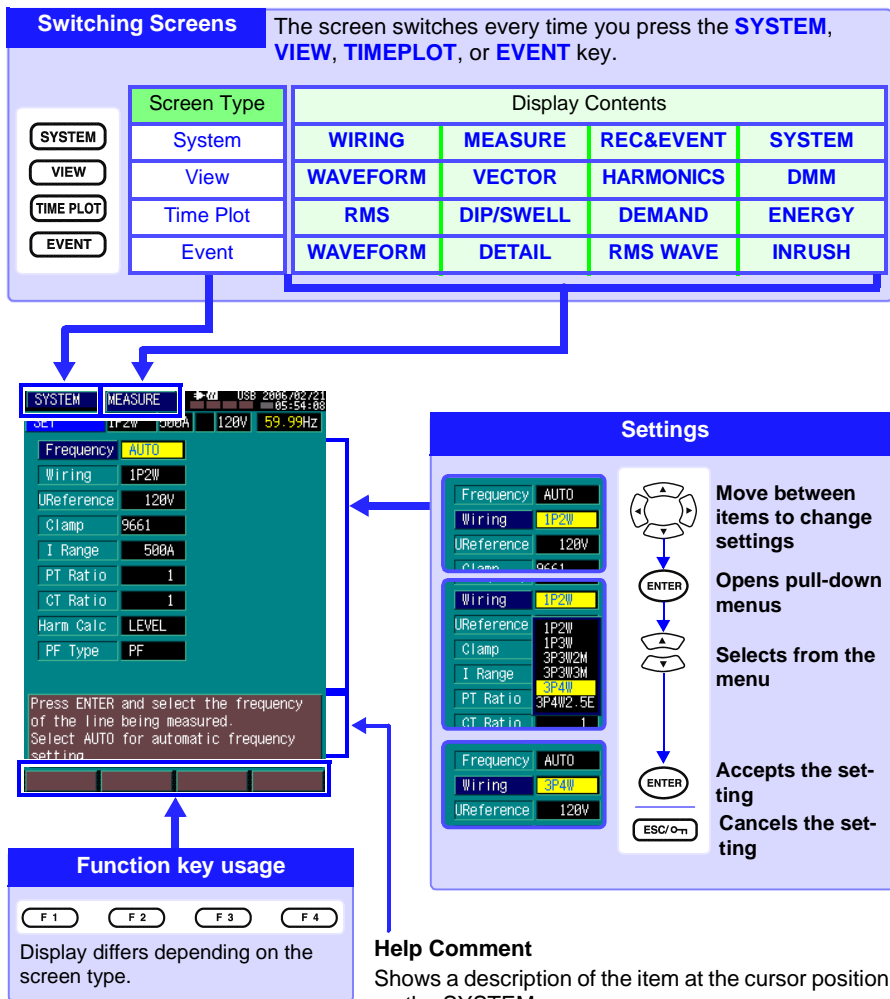 Switching Screens
The screen switches every time you press the SYSTEM,
VIEW, TIMEPLOT, or EVENT key.
Screen Type
Display Contents
SYSTEM
System
WIRING
MEASURE
REC&EVENT
SYSTEM
VIEW
View
WAVEFORM
VECTOR
HARMONICS
DMM
TIME PLOT
Time Plot
RMS
DIP/SWELL
DEMAND
ENERGY
EVENT
Event
WAVEFORM
DETAIL
RMS WAVE
INRUSH
SYSTEM
MEASURE
USB 2006/02/21
05:54:08
SET 1P2W 500A 120V 59.99Hz
Frequency AUTO
Wiring 1P2W
UReference 120V
Clamp 9661
I Range 500A
PT Ratio 1
CT Ratio 1
Harm Calc LEVEL
PF Type PF
Press ENTER and select the frequency
of the line being measured.
Select AUTO for automatic frequency
setting
Settings
Frequency AUTO
Wiring 1P2W
UReference 120V
Clamp 9661
Move between
items to change
settings
Wiring 1P2W
UReference
Clamp
I Range
PT Ratio
CT Ratio 1
1P2W
1P3W
3P3W2M
3P3W3M
3P4W
3P4W2.5E
ENTER
Opens pull-down
menus
Selects from the
menu
Frequency AUTO
Wiring 3P4W
UReference 120V
ENTER
Accepts the set-
ting
ESC/
Cancels the set-
ting
Function key usage
F 1
F 2
F 3
F 4
Display differs depending on the
screen type.
Help Comment
Shows a description of the item at the cursor position
the SYSTEM